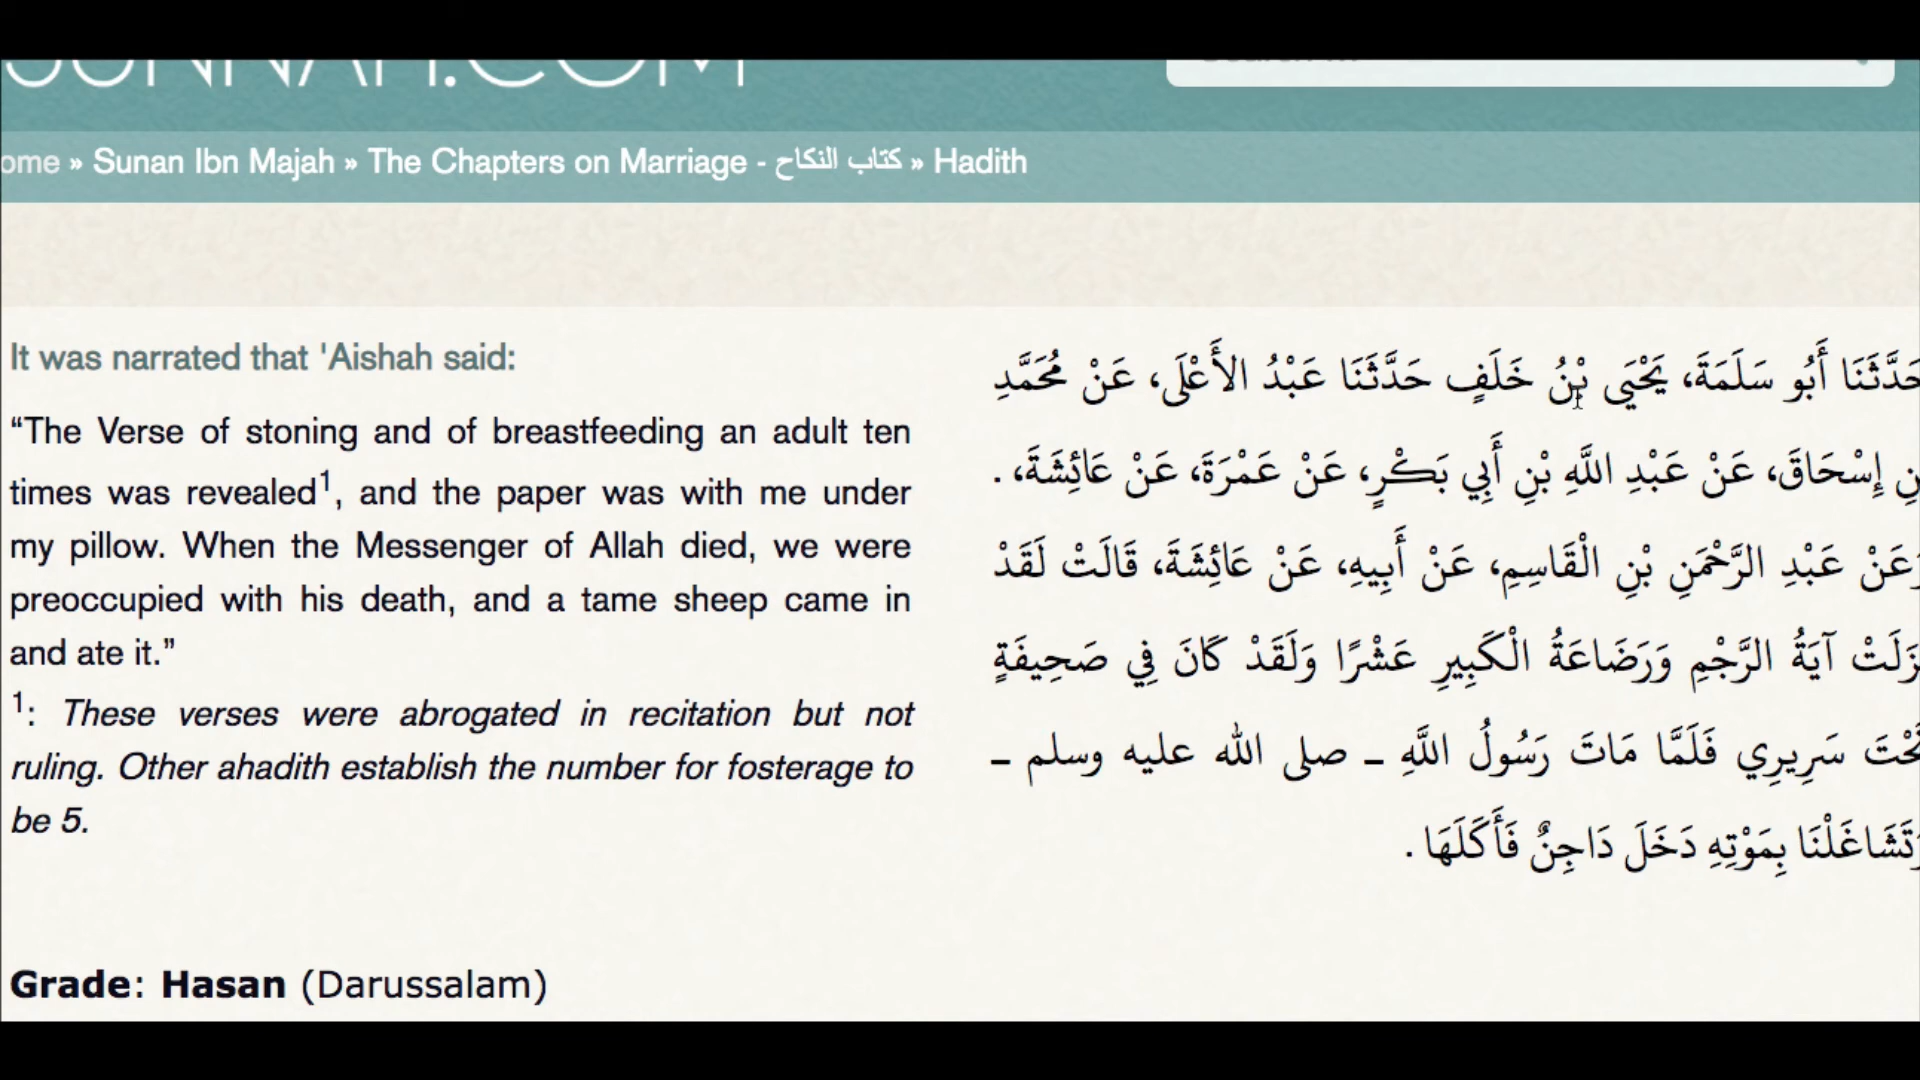 SUNNAH.COM
ome » Sunan Ibn Majah » The Chapters on Marriage - كتاب النكاح » Hadith
It was narrated that 'Aishah said:
“The Verse of stoning and of breastfeeding an adult ten
times was revealed¹, and the paper was with me under
my pillow. When the Messenger of Allah died, we were
preoccupied with his death, and a tame sheep came in
and ate it.”
¹: These verses were abrogated in recitation but not
ruling. Other ahadith establish the number for fosterage to
be 5.
Grade: Hasan (Darussalam)
حَدَّثَنَا أَبُو سَلَمَةَ، يَحْيَى بْنُ خَلَفٍ حَدَّثَنَا عَبْدُ الأَعْلَى، عَنْ مُحَمَّدِ
بْنِ إِسْحَاقَ، عَنْ عَبْدِ اللَّهِ بْنِ أَبِي بَكْرٍ، عَنْ عَمْرَةَ، عَنْ عَائِشَةَ، .
وَعَنْ عَبْدِ الرَّحْمَنِ بْنِ الْقَاسِمِ، عَنْ أَبِيهِ، عَنْ عَائِشَةَ، قَالَتْ لَقَدْ
نَزَلَتْ آيَةُ الرَّجْمِ وَرَضَاعَةُ الْكَبِيرِ عَشْرًا وَلَقَدْ كَانَ فِي صَحِيفَةٍ
تَحْتَ سَرِيرِي فَلَمَّا مَاتَ رَسُولُ اللَّهِ ـ صلى الله عليه وسلم ـ
وَتَشَاغَلْنَا بِمَوْتِهِ دَخَلَ دَاجِنٌ فَأَكَلَهَا .